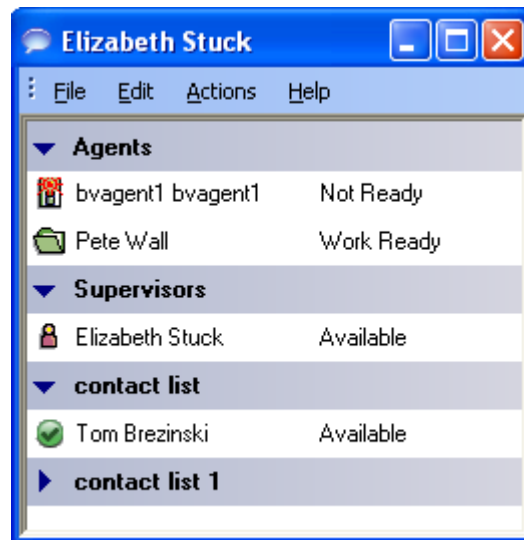 Elizabeth Stuck
File Edit Actions Help
Agents
bvagent1 bvagent1 Not Ready
Pete Wall Work Ready
Supervisors
Elizabeth Stuck Available
contact list
Tom Brezinski Available
contact list 1